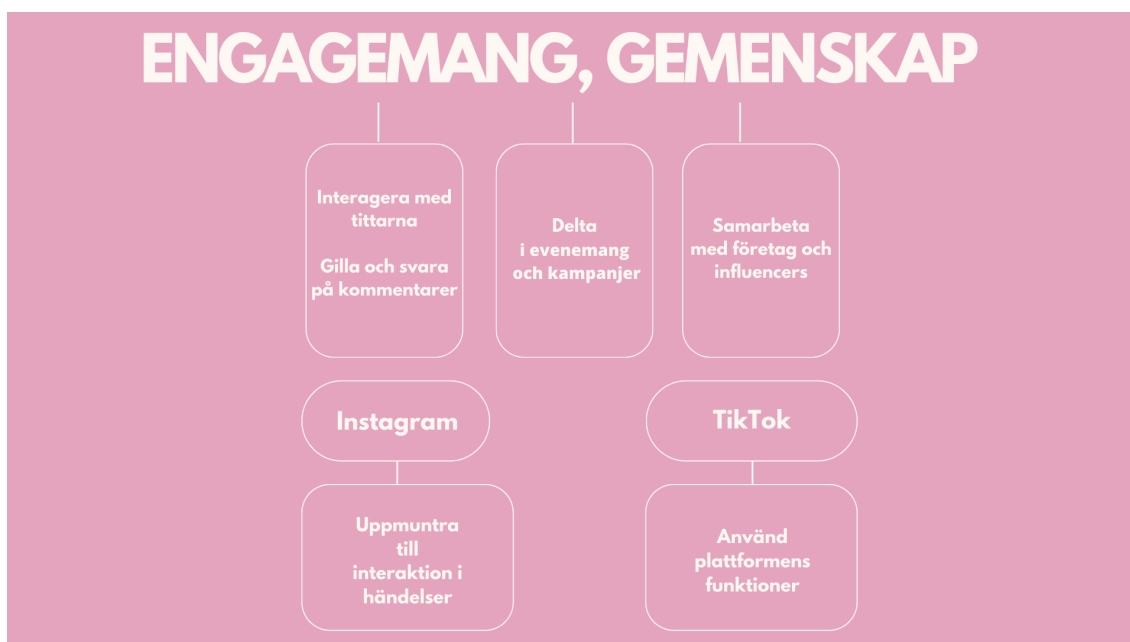 ENGAGEMANG, GEMENSKAP
Interagera med
tittarna
Gilla och svara
på kommentarer
Delta
i evenemang
och kampanjer
Samarbeta
med företag och
influencers
Instagram
Uppmuntra
till
interaktion i
händelser
TikTok
Använd
plattformens
funktioner